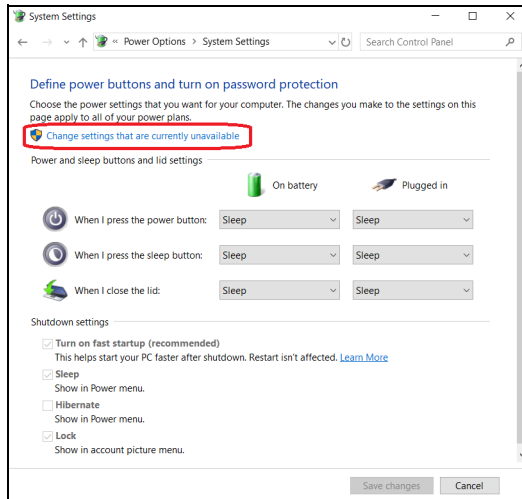 System Settings
« Power Options > System Settings
Search Control Panel
Define power buttons and turn on password protection
Choose the power settings that you want for your computer. The changes you make to the settings on this
page apply to all of your power plans.
Change settings that are currently unavailable
Power and sleep buttons and lid settings
On battery Plugged in
When I press the power button: Sleep Sleep
When I press the sleep button: Sleep Sleep
When I close the lid: Sleep Sleep
Shutdown settings
Turn on fast startup (recommended)
This helps start your PC faster after shutdown. Restart isn't affected. Learn More
Sleep
Show in Power menu.
Hibernate
Show in Power menu.
Lock
Show in account picture menu.
Save changes Cancel